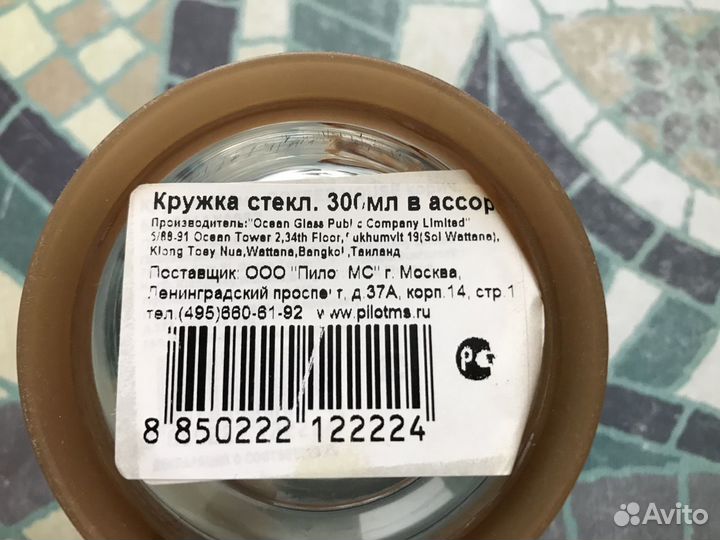 Кружка стекл. 300мл в ассор
Производитель:"Ocean Glass Public Company Limited"
5/88-91 Ocean Tower 2,34th Floor, ukhumvit 19(Soi Wattana),
Klong Toey Nua,Wattana,Bangkok,Таиланд
Поставщик: ООО "Пилот МС" г. Москва,
Ленинградский проспект, д.37А, корп.14, стр.1
тел.(495)660-61-92 www.pilotms.ru
РСТ
8 850222 122224
Avito